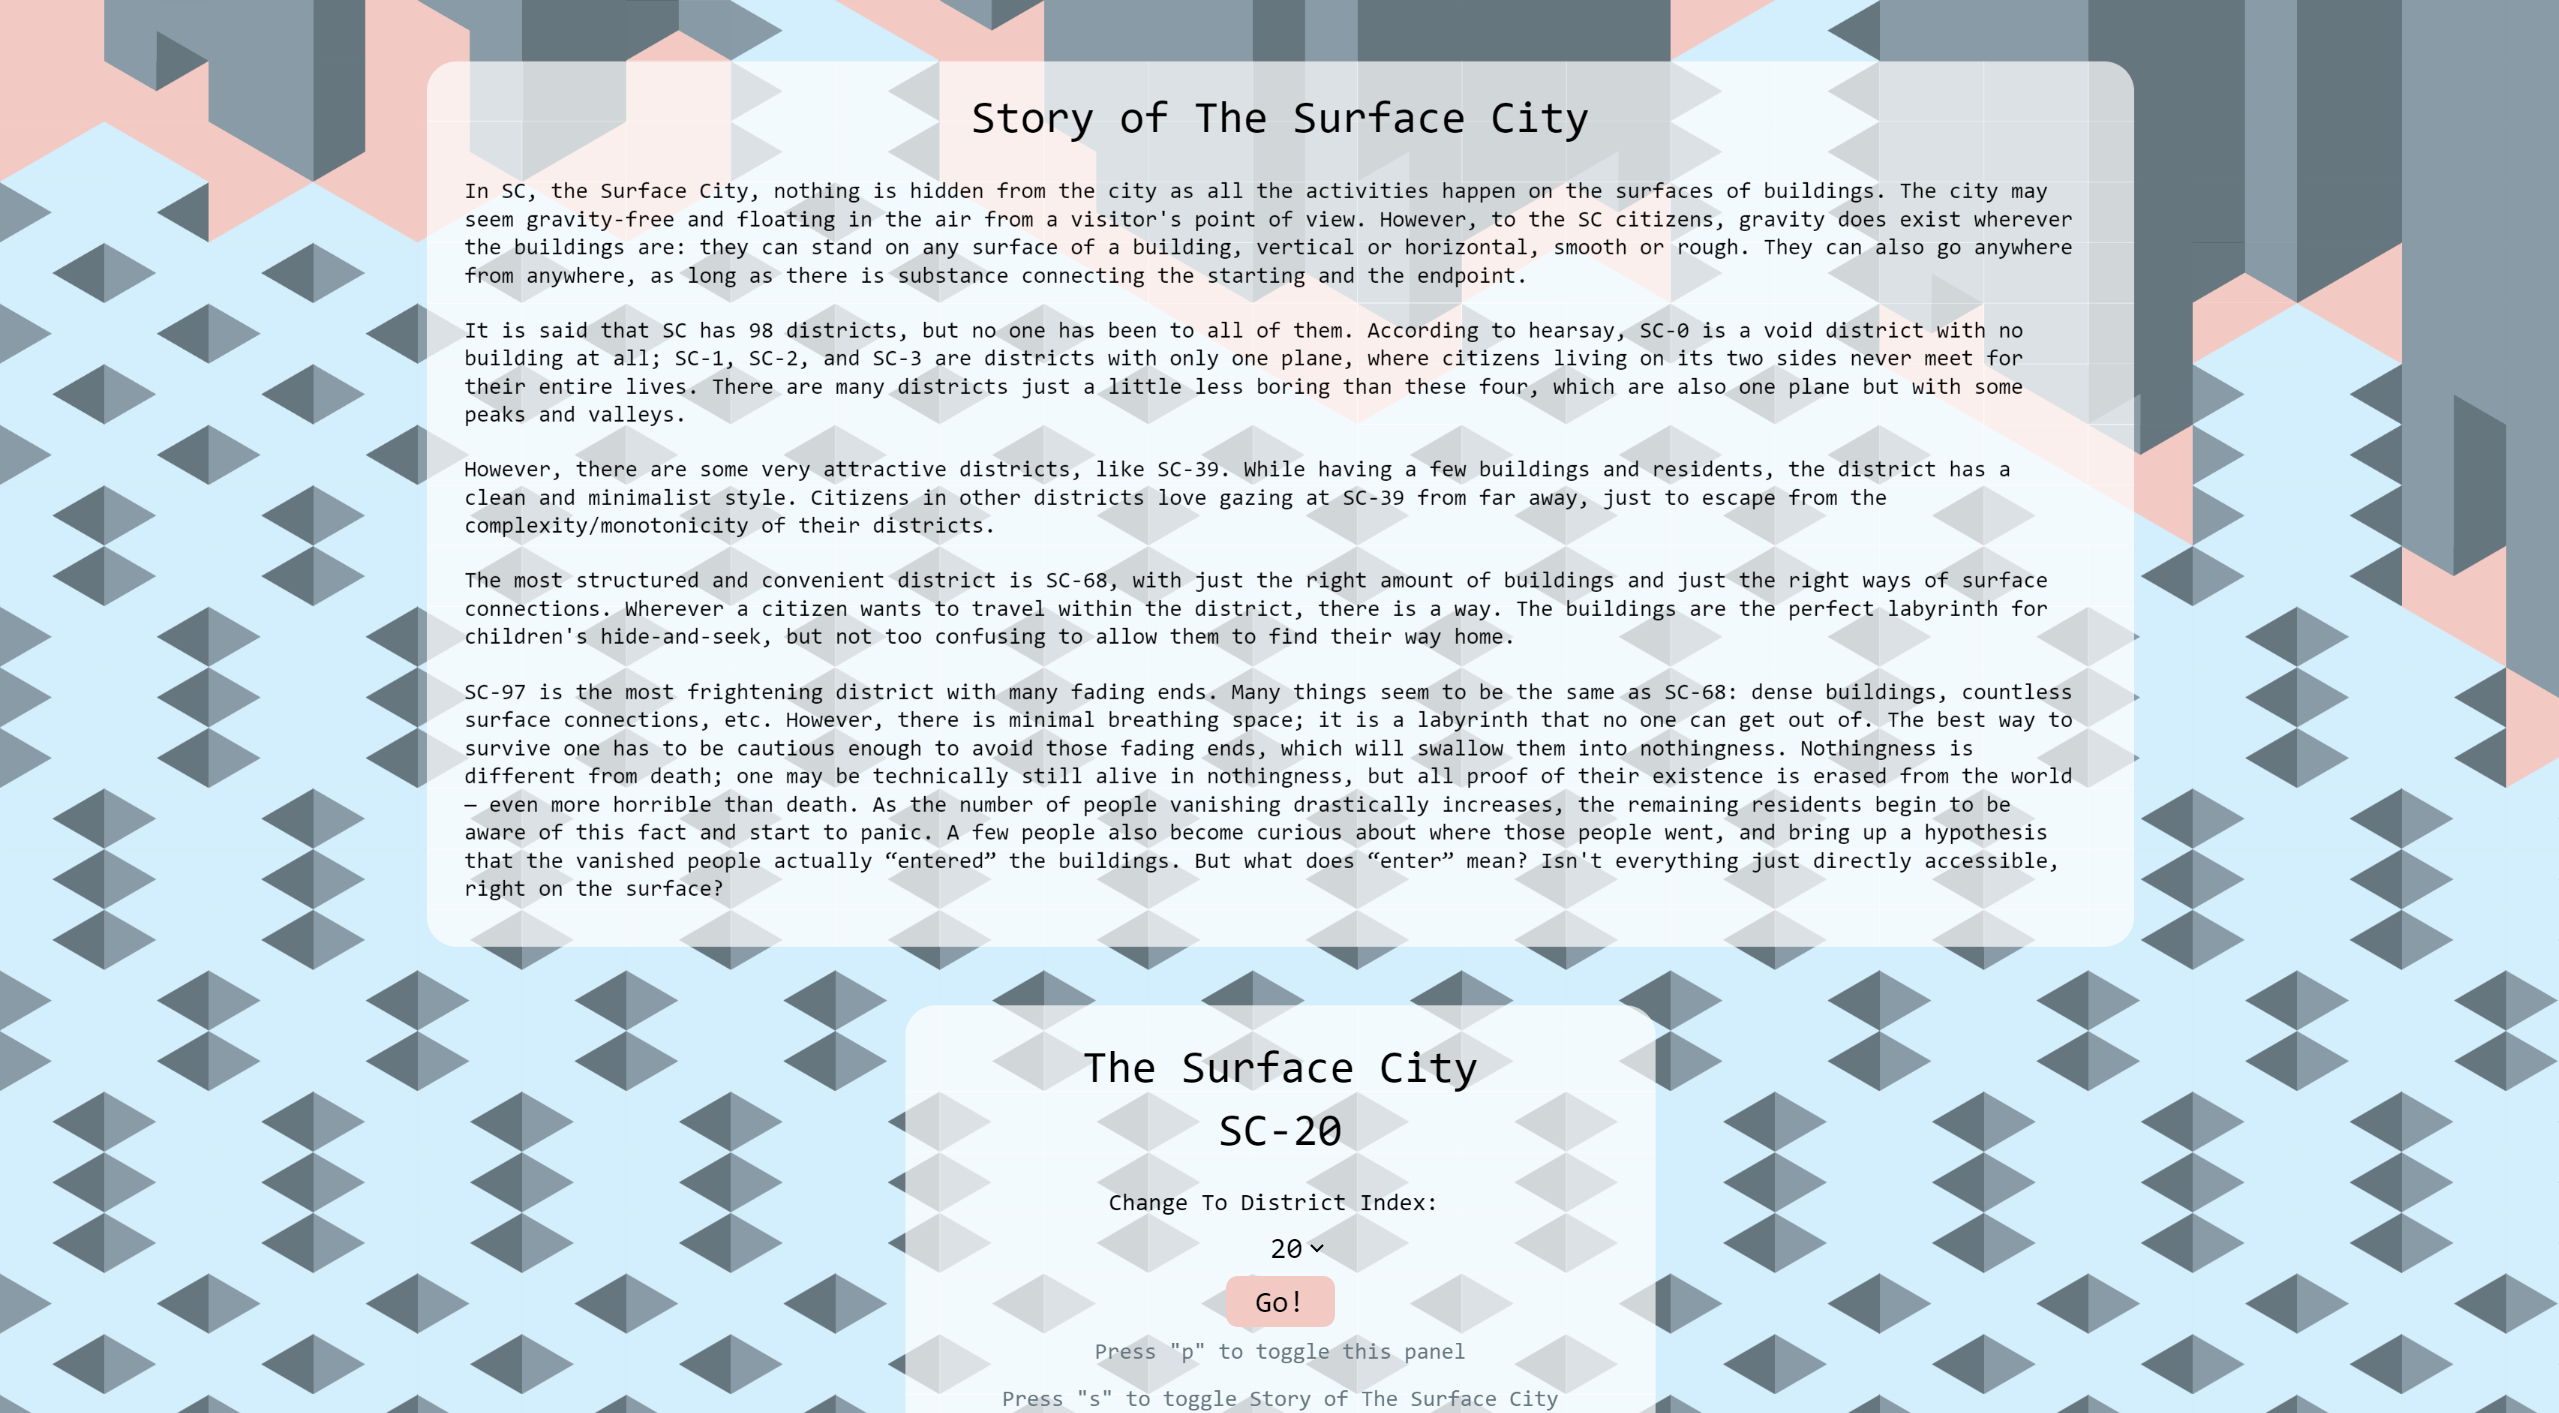 Story of The Surface City
In SC, the Surface City, nothing is hidden from the city as all the activities happen on the surfaces of buildings. The city may
seem gravity-free and floating in the air from a visitor's point of view. However, to the SC citizens, gravity does exist wherever
the buildings are: they can stand on any surface of a building, vertical or horizontal, smooth or rough. They can also go anywhere
from anywhere, as long as there is substance connecting the starting and the endpoint.
It is said that SC has 98 districts, but no one has been to all of them. According to hearsay, SC-0 is a void district with no
building at all; SC-1, SC-2, and SC-3 are districts with only one plane, where citizens living on its two sides never meet for
their entire lives. There are many districts just a little less boring than these four, which are also one plane but with some
peaks and valleys.
However, there are some very attractive districts, like SC-39. While having a few buildings and residents, the district has a
clean and minimalist style. Citizens in other districts love gazing at SC-39 from far away, just to escape from the
complexity/monotonicity of their districts.
The most structured and convenient district is SC-68, with just the right amount of buildings and just the right ways of surface
connections. Wherever a citizen wants to travel within the district, there is a way. The buildings are the perfect labyrinth for
children's hide-and-seek, but not too confusing to allow them to find their way home.
SC-97 is the most frightening district with many fading ends. Many things seem to be the same as SC-68: dense buildings, countless
surface connections, etc. However, there is minimal breathing space; it is a labyrinth that no one can get out of. The best way to
survive one has to be cautious enough to avoid those fading ends, which will swallow them into nothingness. Nothingness is
different from death; one may be technically still alive in nothingness, but all proof of their existence is erased from the world
— even more horrible than death. As the number of people vanishing drastically increases, the remaining residents begin to be
aware of this fact and start to panic. A few people also become curious about where those people went, and bring up a hypothesis
that the vanished people actually “entered” the buildings. But what does “enter” mean? Isn't everything just directly accessible,
right on the surface?
The Surface City
SC-20
Change To District Index:
20
Go!
Press "p" to toggle this panel
Press "s" to toggle Story of The Surface City